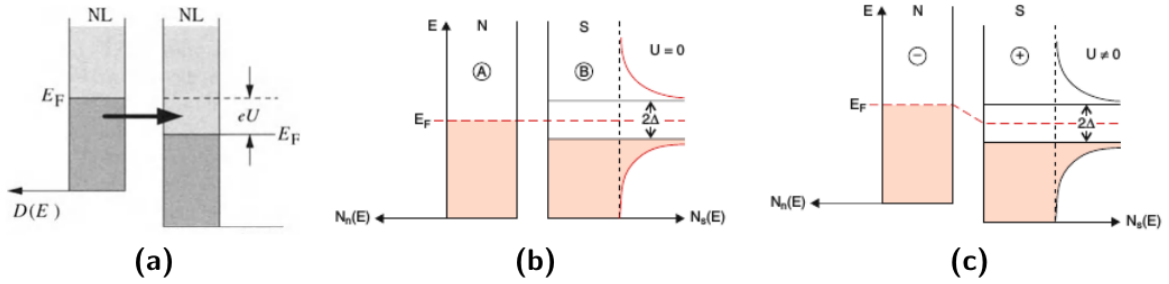 NL NL
E_F
eU
E_F
D(E)
(a)
E N S U = 0
A B
E_F
2Δ
N_n(E) N_s(E)
(b)
E N S U ≠ 0
− +
E_F
2Δ
N_n(E) N_s(E)
(c)